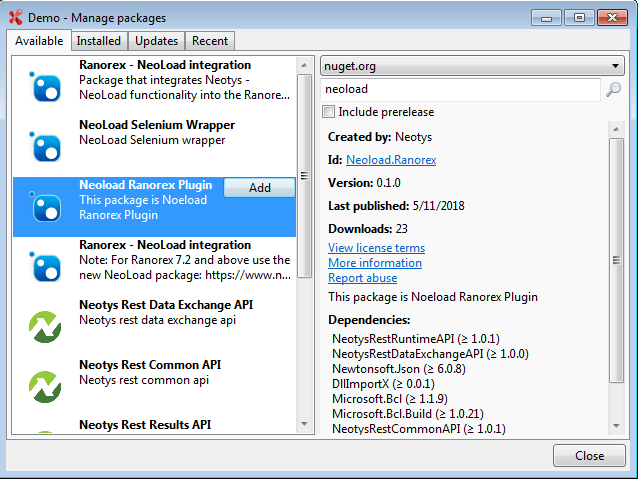 Demo - Manage packages
Available
Installed
Updates
Recent
Ranorex - NeoLoad integration
Package that integrates Neotys -
NeoLoad functionality into the Ranore...
NeoLoad Selenium Wrapper
NeoLoad Selenium wrapper
Neoload Ranorex Plugin
Add
This package is Noeload
Ranorex Plugin
Ranorex - NeoLoad integration
Note: For Ranorex 7.2 and above use the
new NeoLoad package: https://www.n...
Neotys Rest Data Exchange API
Neotys rest data exchange api
Neotys Rest Common API
Neotys rest common api
Neotys Rest Results API
nuget.org
neoload
Include prerelease
Created by: Neotys
Id: Neoload.Ranorex
Version: 0.1.0
Last published: 5/11/2018
Downloads: 23
View license terms
More information
Report abuse
This package is Noeload Ranorex Plugin
Dependencies:
NeotysRestRuntimeAPI (≥ 1.0.1)
NeotysRestDataExchangeAPI (≥ 1.0.0)
Newtonsoft.Json (≥ 6.0.8)
DllImportX (≥ 0.0.1)
Microsoft.Bcl (≥ 1.1.9)
Microsoft.Bcl.Build (≥ 1.0.21)
NeotysRestCommonAPI (≥ 1.0.1)
Close